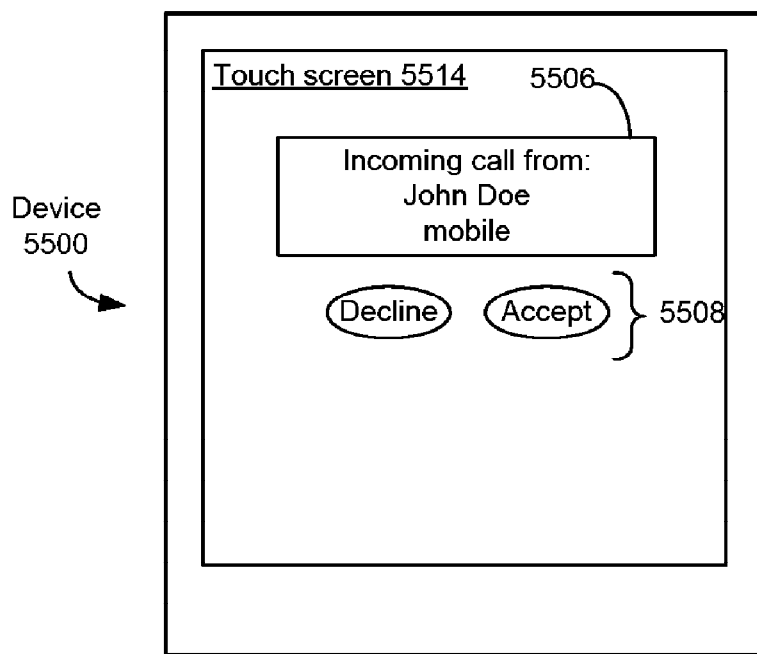 Touch screen 5514
5506
Incoming call from:
John Doe
mobile
Device
5500
Decline
Accept
5508